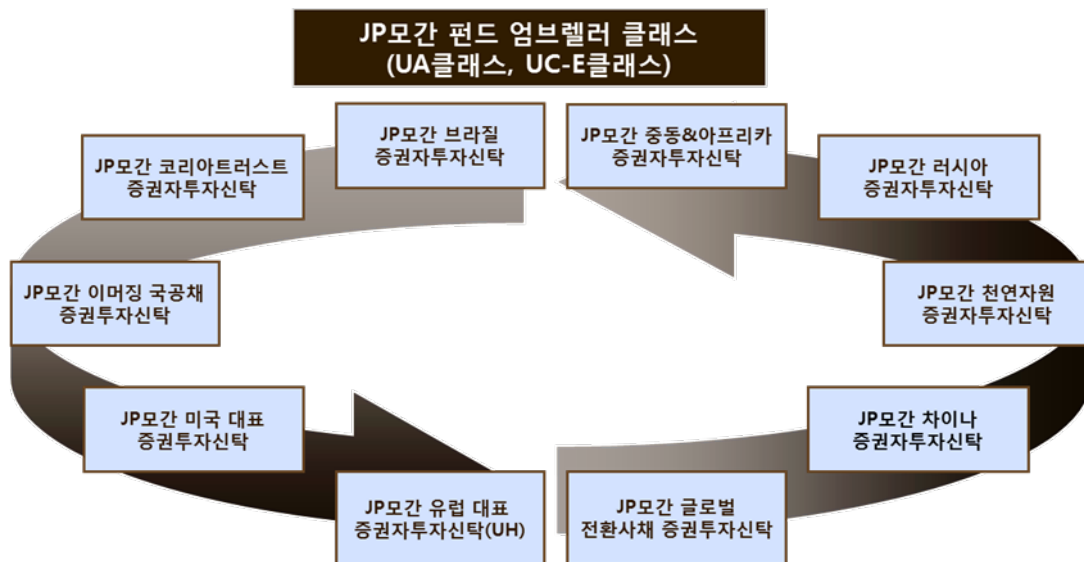 JP모간 펀드 엄브렐러 클래스
(UA클래스, UC-E클래스)
JP모간 브라질
증권자투자신탁
JP모간 중동&아프리카
증권자투자신탁
JP모간 코리아트러스트
증권자투자신탁
JP모간 러시아
증권자투자신탁
JP모간 이머징 국공채
증권투자신탁
JP모간 천연자원
증권자투자신탁
JP모간 미국 대표
증권투자신탁
JP모간 차이나
증권자투자신탁
JP모간 유럽 대표
증권자투자신탁(UH)
JP모간 글로벌
전환사채 증권투자신탁